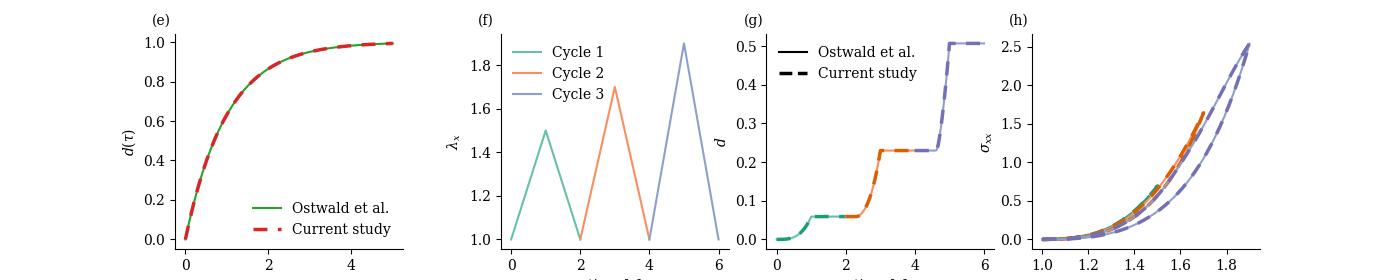 (e)
1.0
0.8
0.6
0.4
0.2
0.0
d(τ)
Ostwald et al.
Current study
0
2
4
(f)
1.8
1.6
1.4
1.2
1.0
λx
Cycle 1
Cycle 2
Cycle 3
0
2
4
6
(g)
0.5
0.4
0.3
0.2
0.1
0.0
d
Ostwald et al.
Current study
0
2
4
6
(h)
2.5
2.0
1.5
1.0
0.5
0.0
σxx
1.0
1.2
1.4
1.6
1.8